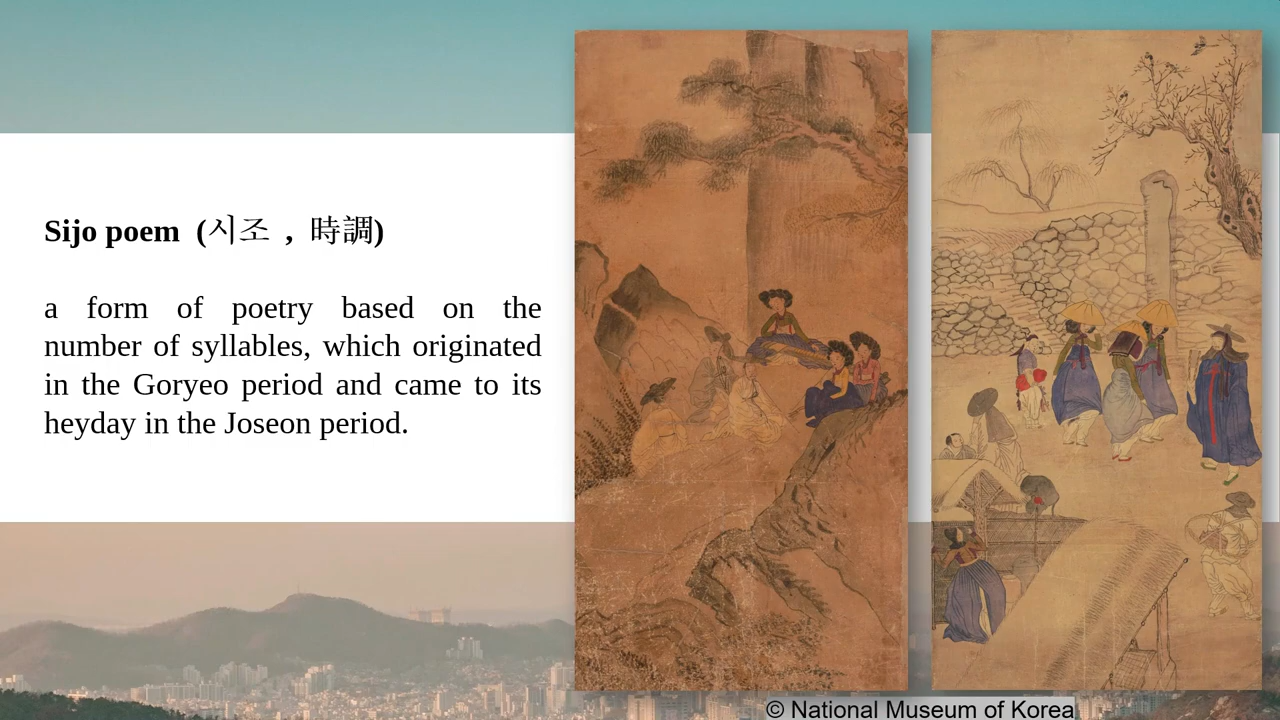 Sijo poem (시조 , 時調)
a form of poetry based on the
number of syllables, which originated
in the Goryeo period and came to its
heyday in the Joseon period.
© National Museum of Korea